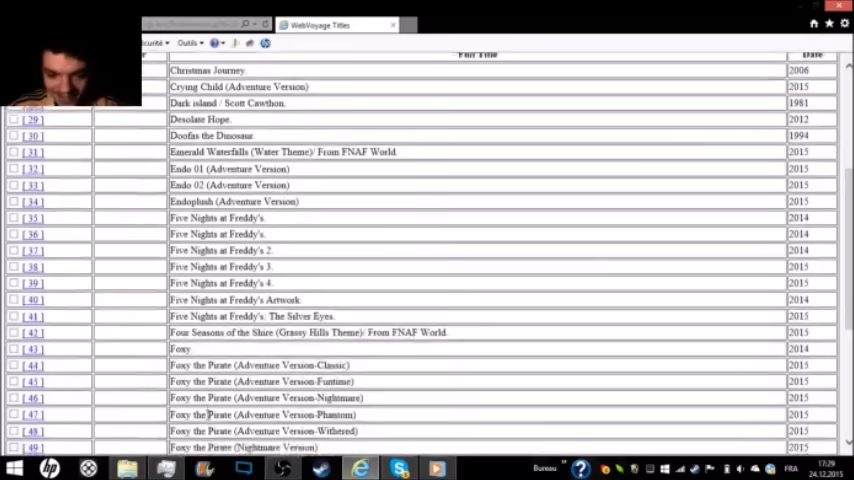 WebVoyage Titles
écurité Outils
Full Title Date
Christmas Journey. 2006
Crying Child (Adventure Version) 2015
Dark island / Scott Cawthon. 1981
[ 29 ] Desolate Hope. 2012
[ 30 ] Doofas the Dinosaur. 1994
[ 31 ] Emerald Waterfalls (Water Theme)/ From FNAF World. 2015
[ 32 ] Endo 01 (Adventure Version) 2015
[ 33 ] Endo 02 (Adventure Version) 2015
[ 34 ] Endoplush (Adventure Version) 2015
[ 35 ] Five Nights at Freddy's. 2014
[ 36 ] Five Nights at Freddy's. 2014
[ 37 ] Five Nights at Freddy's 2. 2014
[ 38 ] Five Nights at Freddy's 3. 2015
[ 39 ] Five Nights at Freddy's 4. 2015
[ 40 ] Five Nights at Freddy's Artwork. 2014
[ 41 ] Five Nights at Freddy's: The Silver Eyes. 2015
[ 42 ] Four Seasons of the Shire (Grassy Hills Theme)/ From FNAF World. 2015
[ 43 ] Foxy 2014
[ 44 ] Foxy the Pirate (Adventure Version-Classic) 2015
[ 45 ] Foxy the Pirate (Adventure Version-Funtime) 2015
[ 46 ] Foxy the Pirate (Adventure Version-Nightmare) 2015
[ 47 ] Foxy the Pirate (Adventure Version-Phantom) 2015
[ 48 ] Foxy the Pirate (Adventure Version-Withered) 2015
[ 49 ] Foxy the Pirate (Nightmare Version) 2015
Bureau FRA 17:29
24.12.2015